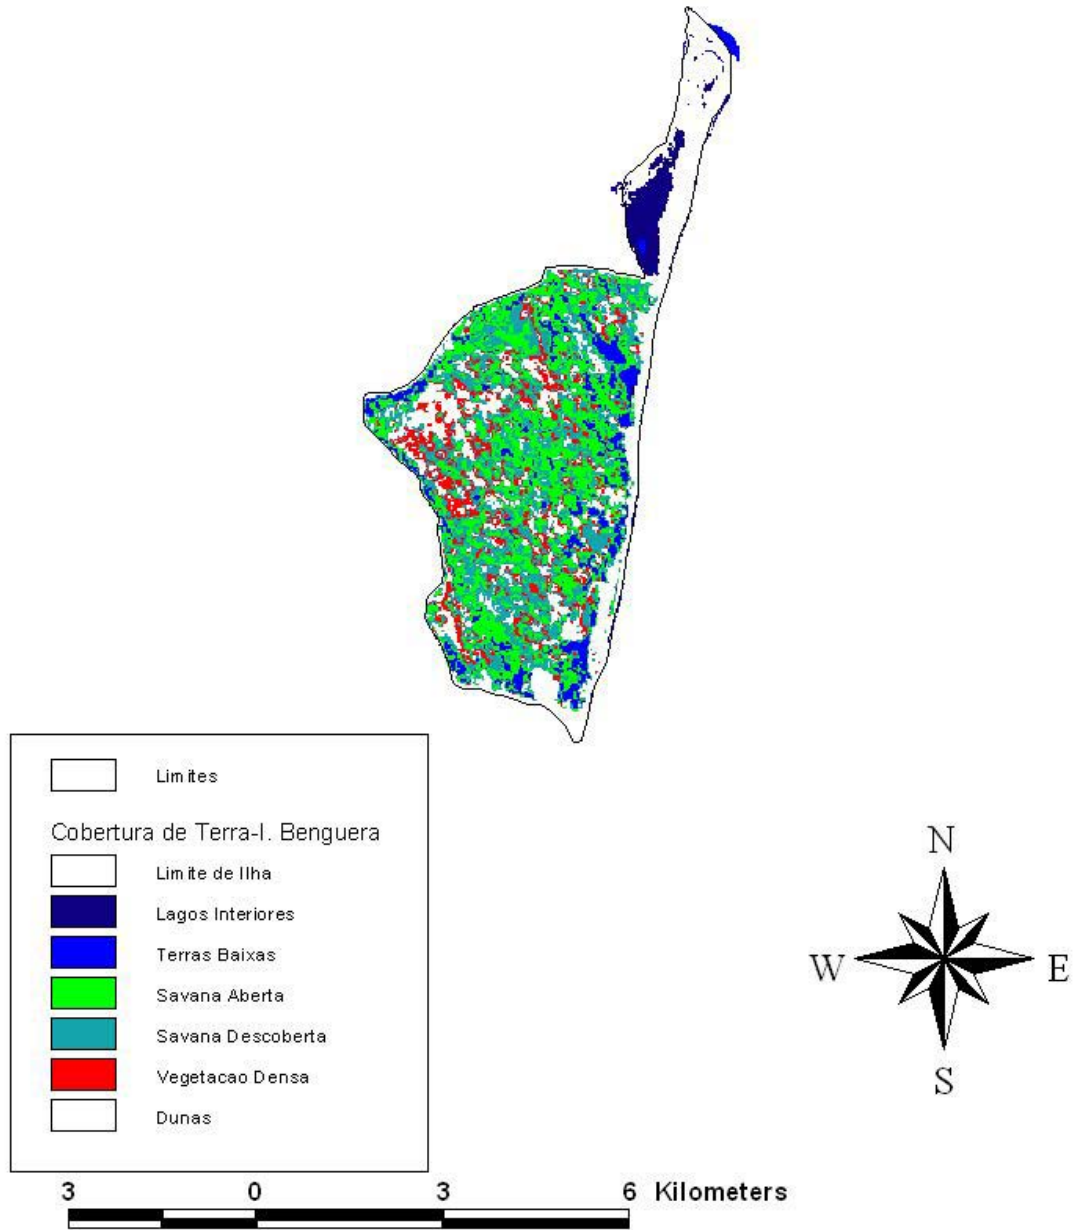 Limites
Cobertura de Terra-I. Benguera
Limite de Ilha
Lagos Interiores
Terras Baixas
Savana Aberta
Savana Descoberta
Vegetacao Densa
Dunas
N
W E
S
3 0 3 6 Kilometers